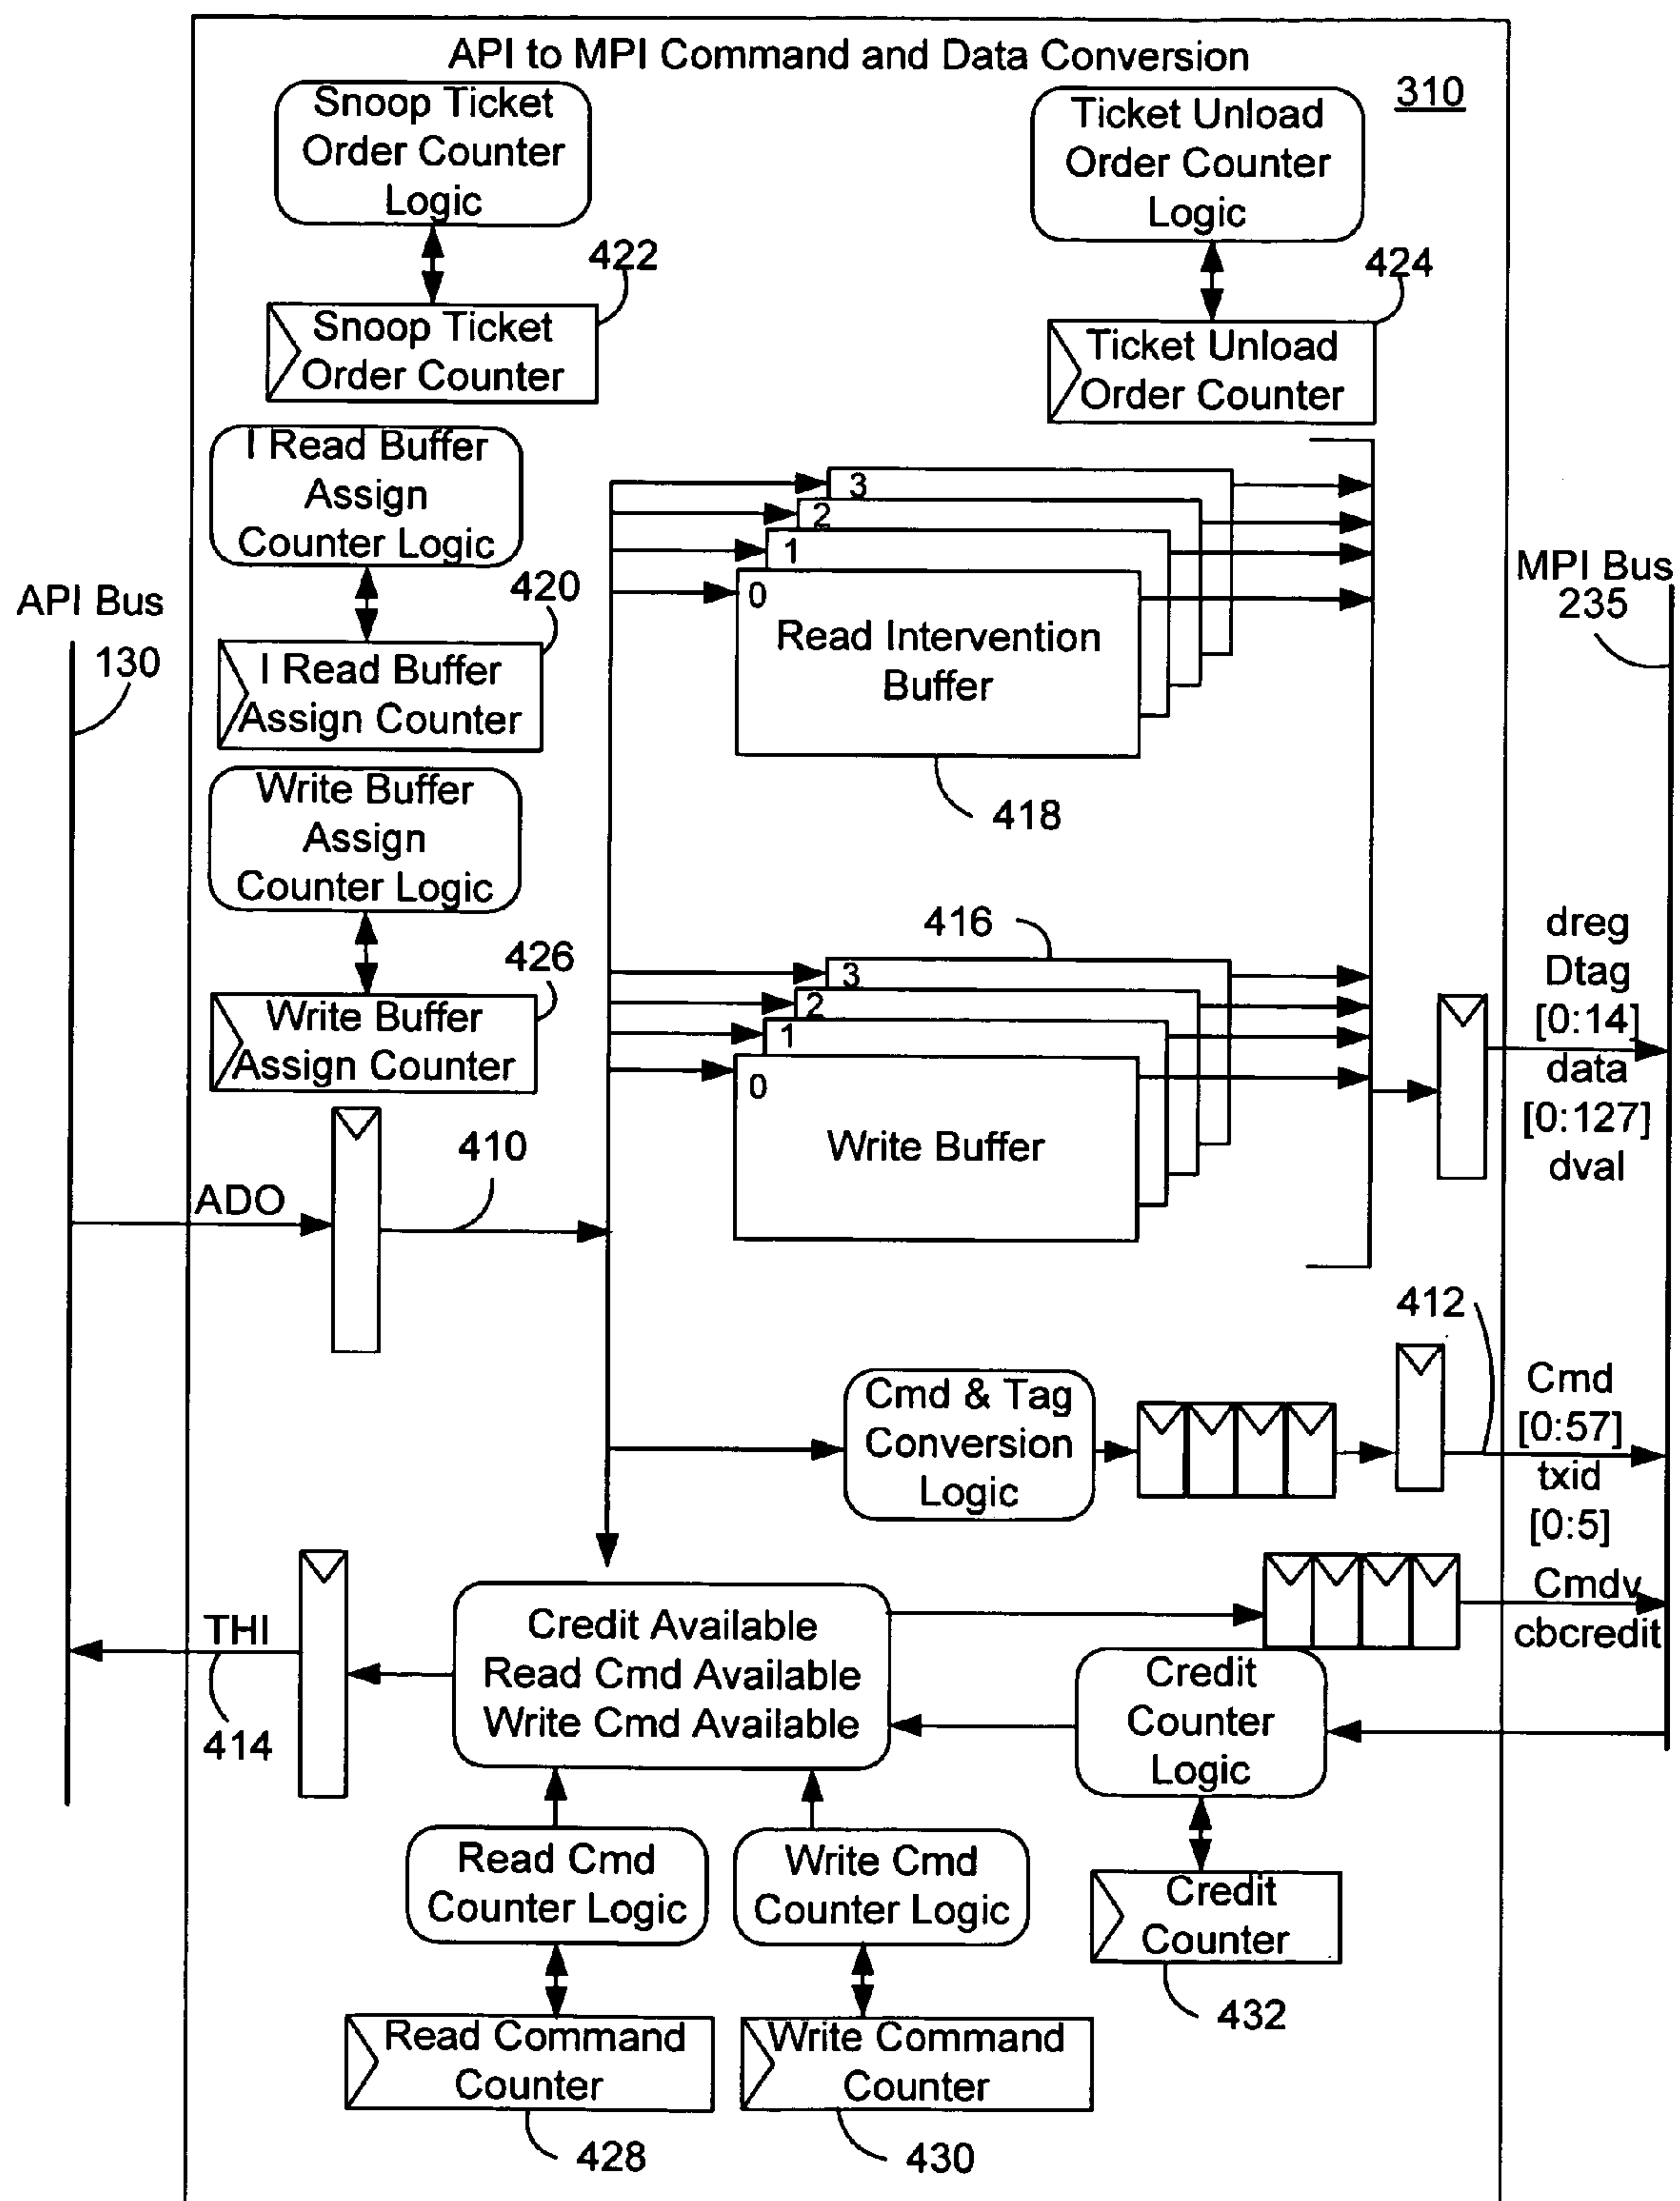 API to MPI Command and Data Conversion
310
Snoop Ticket
Order Counter
Logic
Ticket Unload
Order Counter
Logic
422
424
Snoop Ticket
Order Counter
Ticket Unload
Order Counter
I Read Buffer
Assign
Counter Logic
420
I Read Buffer
Assign Counter
API Bus
130
MPI Bus
235
3
2
1
0
Read Intervention
Buffer
418
Write Buffer
Assign
Counter Logic
426
Write Buffer
Assign Counter
416
3
2
1
0
Write Buffer
dreg
Dtag
[0:14]
data
[0:127]
dval
ADO
410
412
Cmd & Tag
Conversion
Logic
Cmd
[0:57]
txid
[0:5]
Cmdv
cbcredit
THI
414
Credit Available
Read Cmd Available
Write Cmd Available
Credit
Counter
Logic
Read Cmd
Counter Logic
Write Cmd
Counter Logic
Credit
Counter
432
Read Command
Counter
Write Command
Counter
428
430